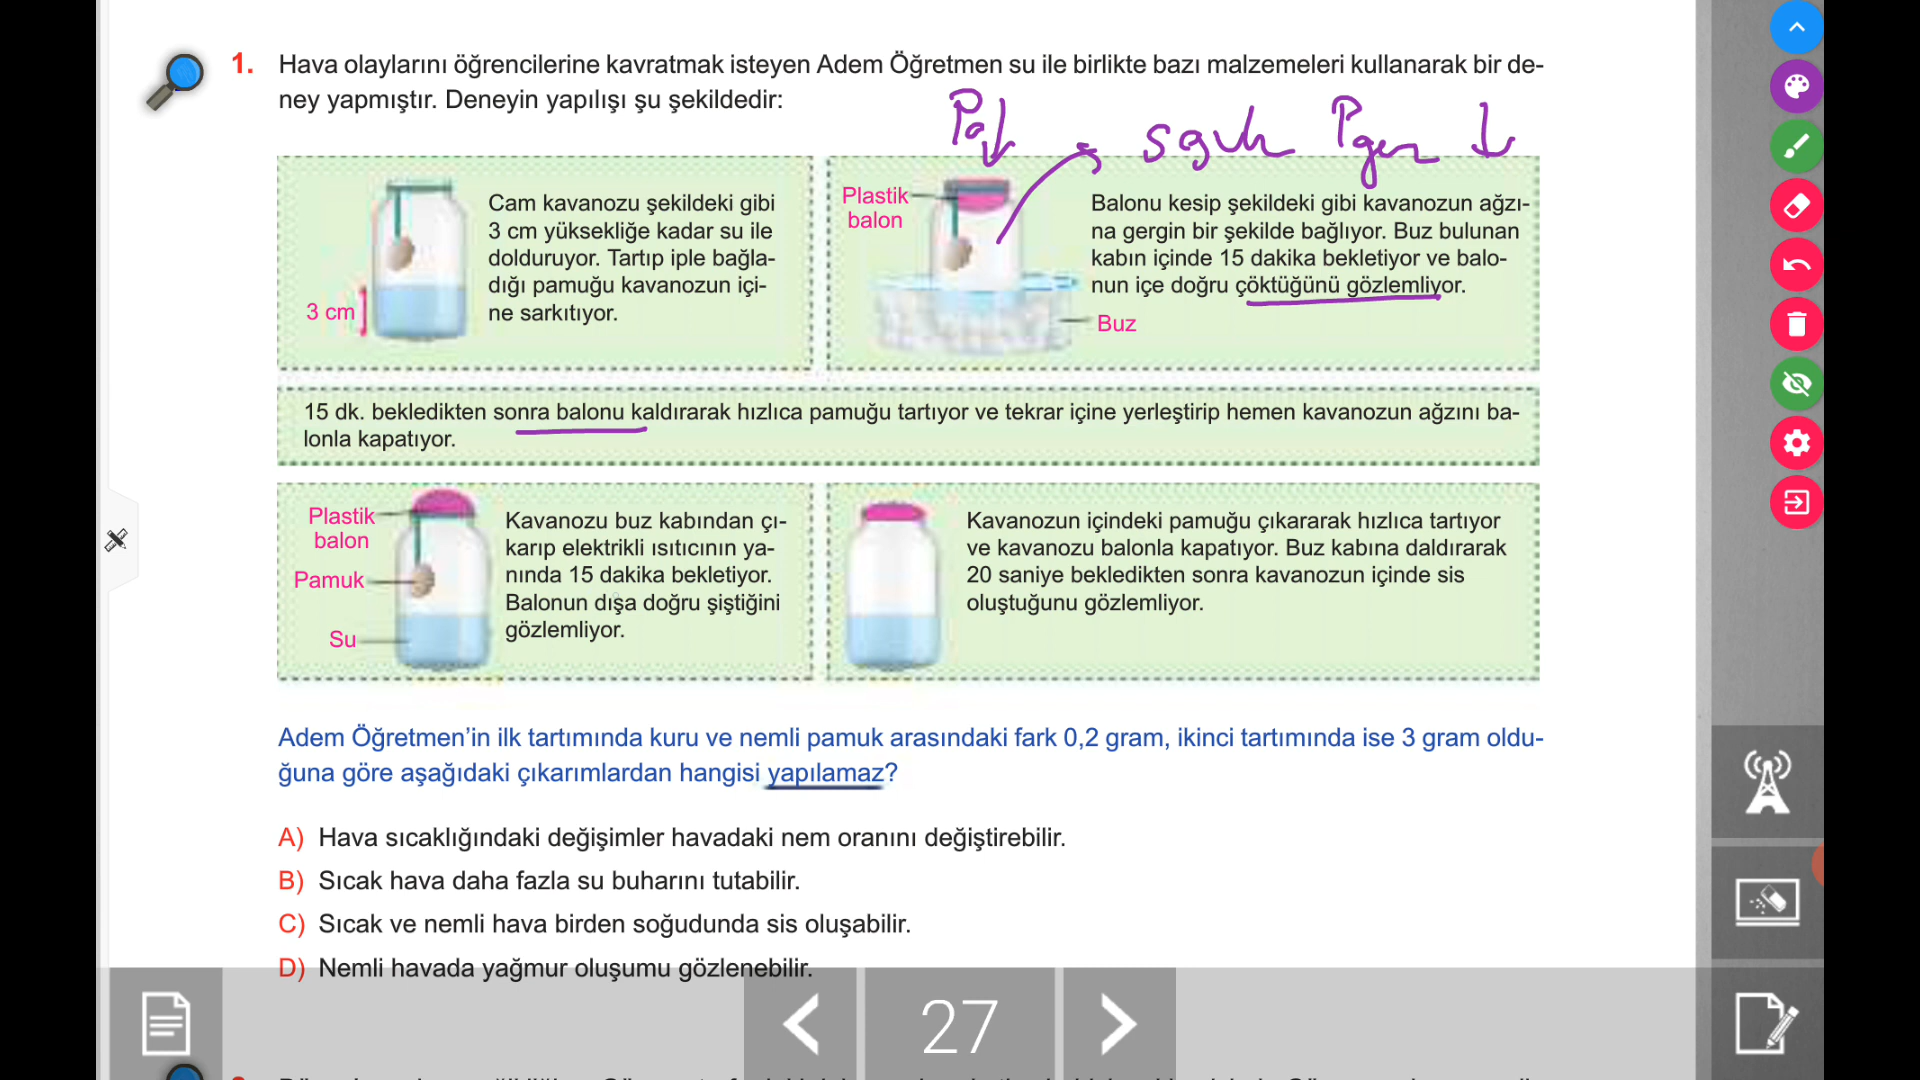 1. Hava olaylarını öğrencilerine kavratmak isteyen Adem Öğretmen su ile birlikte bazı malzemeleri kullanarak bir de-
ney yapmıştır. Deneyin yapılışı şu şekildedir:
Pa↓
Pgaz ↓
3 cm
Cam kavanozu şekildeki gibi
3 cm yüksekliğe kadar su ile
dolduruyor. Tartıp iple bağla-
dığı pamuğu kavanozun içi-
ne sarkıtıyor.
Plastik
balon
Buz
Balonu kesip şekildeki gibi kavanozun ağzı-
na gergin bir şekilde bağlıyor. Buz bulunan
kabın içinde 15 dakika bekletiyor ve balo-
nun içe doğru çöktüğünü gözlemliyor.
15 dk. bekledikten sonra balonu kaldırarak hızlıca pamuğu tartıyor ve tekrar içine yerleştirip hemen kavanozun ağzını ba-
lonla kapatıyor.
Plastik
balon
Pamuk
Su
Kavanozu buz kabından çı-
karıp elektrikli ısıtıcının ya-
nında 15 dakika bekletiyor.
Balonun dışa doğru şiştiğini
gözlemliyor.
Kavanozun içindeki pamuğu çıkararak hızlıca tartıyor
ve kavanozu balonla kapatıyor. Buz kabına daldırarak
20 saniye bekledikten sonra kavanozun içinde sis
oluştuğunu gözlemliyor.
Adem Öğretmen’in ilk tartımında kuru ve nemli pamuk arasındaki fark 0,2 gram, ikinci tartımında ise 3 gram oldu-
ğuna göre aşağıdaki çıkarımlardan hangisi yapılamaz?
A) Hava sıcaklığındaki değişimler havadaki nem oranını değiştirebilir.
B) Sıcak hava daha fazla su buharını tutabilir.
C) Sıcak ve nemli hava birden soğudunda sis oluşabilir.
D) Nemli havada yağmur oluşumu gözlenebilir.
27